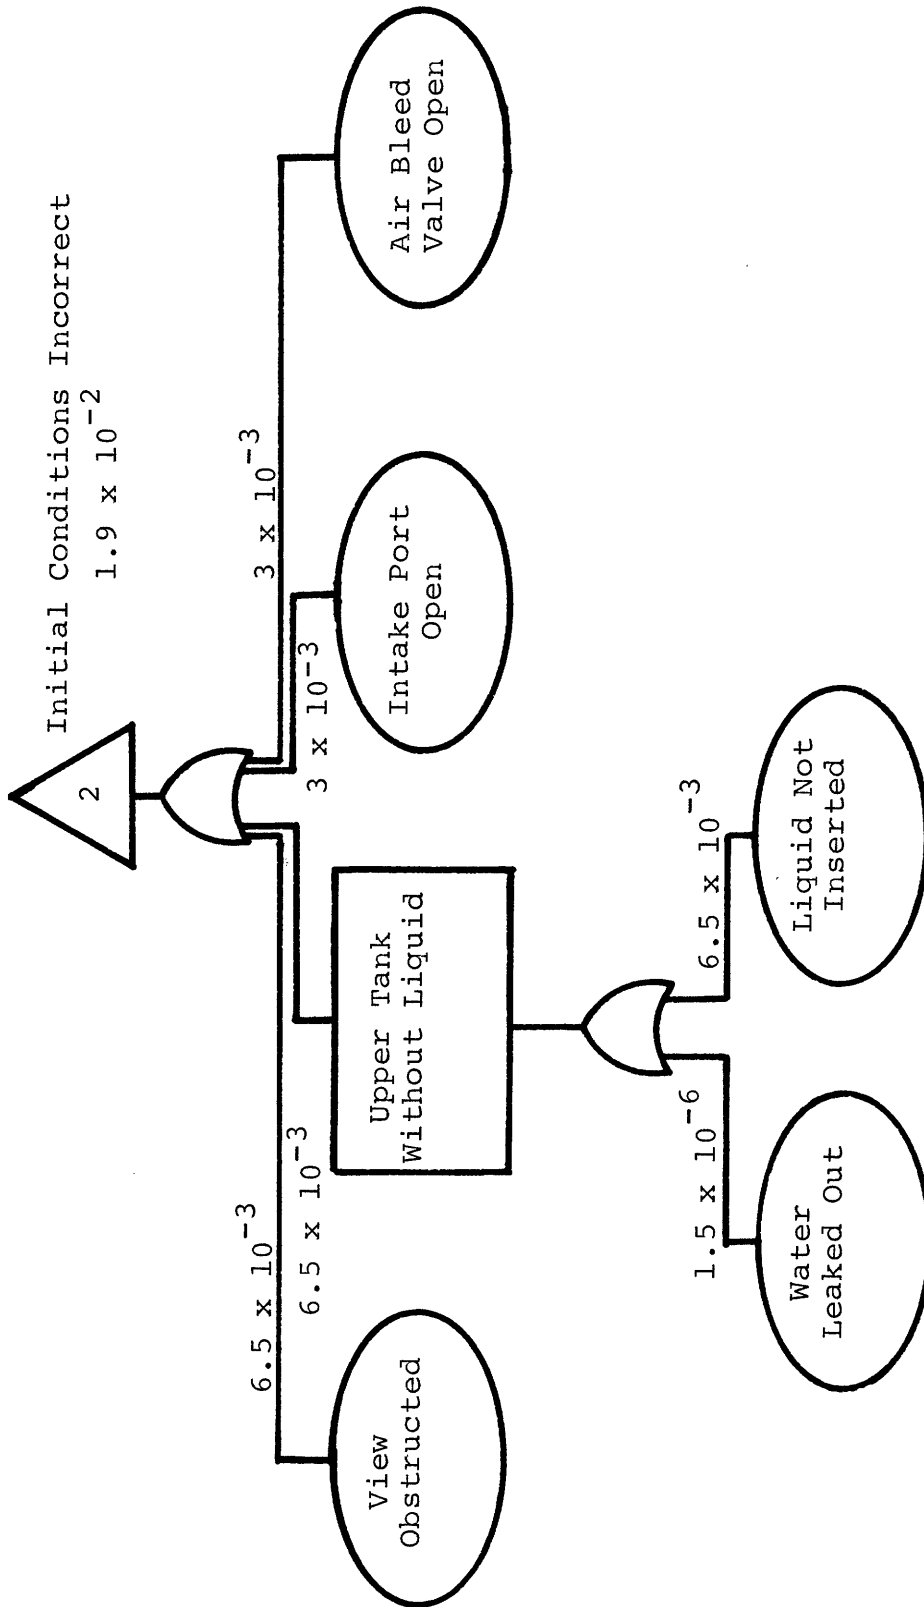 Initial Conditions Incorrect
1.9 x 10^-2
2
6.5 x 10^-3
3 x 10^-3
6.5 x 10^-3
3 x 10^-3
View
Obstructed
Upper Tank
Without Liquid
Intake Port
Open
Air Bleed
Valve Open
1.5 x 10^-6
6.5 x 10^-3
Water
Leaked Out
Liquid Not
Inserted